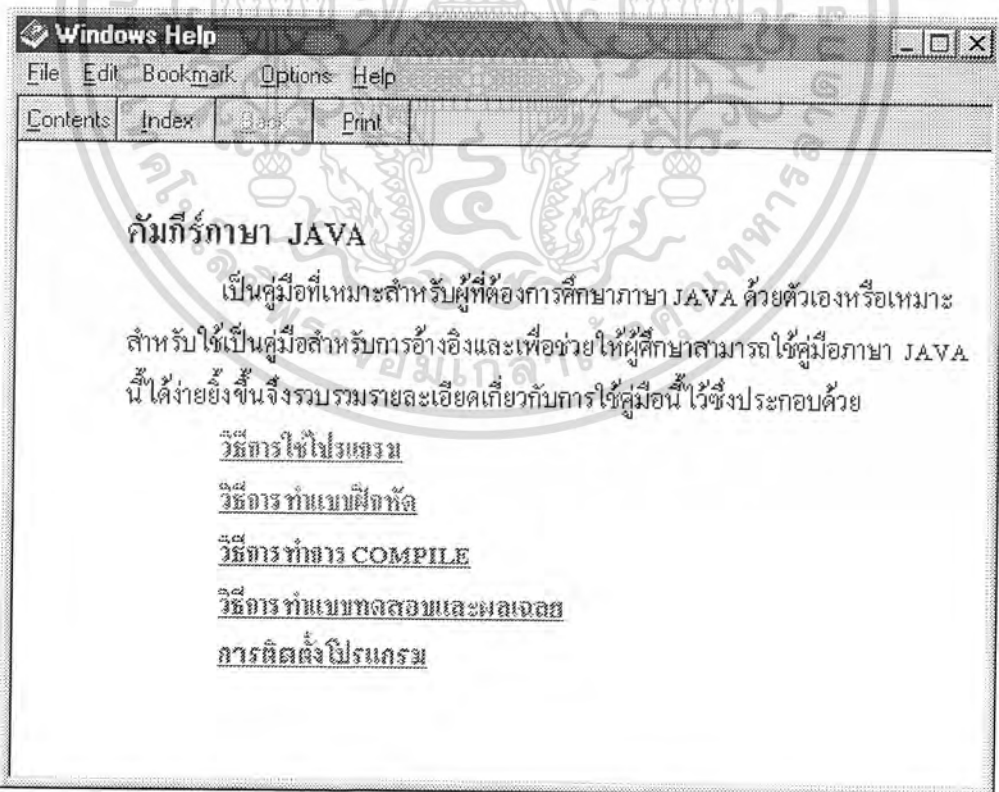 Windows Help
File Edit Bookmark Options Help
Contents Index Back Print
คัมภีร์ภาษา JAVA
เป็นคู่มือที่เหมาะสำหรับผู้ที่ต้องการศึกษาภาษา JAVA ด้วยตัวเองหรือเหมาะ
สำหรับใช้เป็นคู่มือสำหรับการอ้างอิงและเพื่อช่วยให้ผู้ศึกษาสามารถใช้คู่มือภาษา JAVA
นี้ได้ง่ายยิ่งขึ้นจึงรวบรวมรายละเอียดเกี่ยวกับการใช้คู่มือนี้ไว้ซึ่งประกอบด้วย
วิธีการใช้โปรแกรม
วิธีการทำแบบฝึกหัด
วิธีการทำการ COMPILE
วิธีการทำแบบทดสอบและผลเฉลย
การติดตั้งโปรแกรม